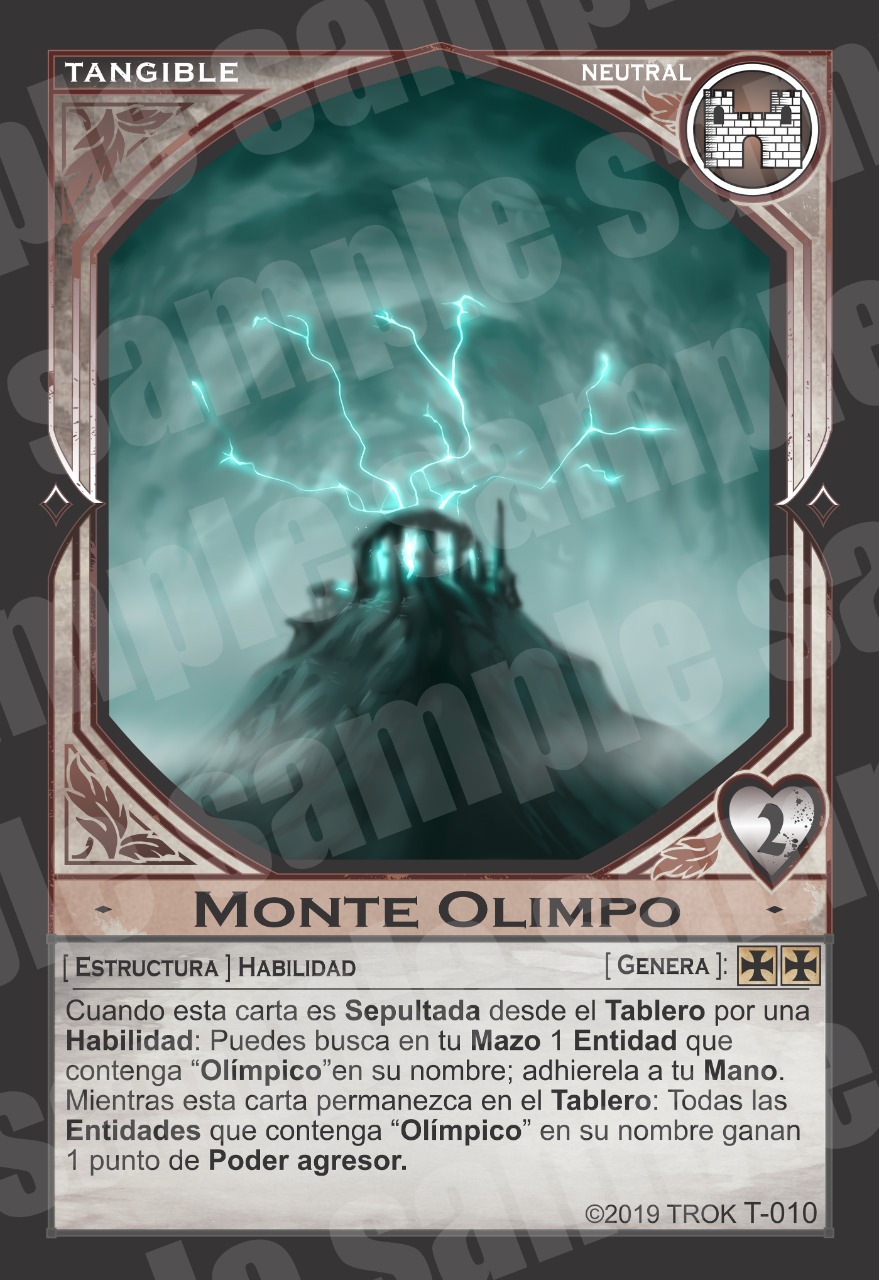 TANGIBLE
NEUTRAL
2
MONTE OLIMPO
[ ESTRUCTURA ] HABILIDAD
[ GENERA ]:
Cuando esta carta es Sepultada desde el Tablero por una
Habilidad: Puedes busca en tu Mazo 1 Entidad que
contenga “Olímpico”en su nombre; adhierela a tu Mano.
Mientras esta carta permanezca en el Tablero: Todas las
Entidades que contenga “Olímpico” en su nombre ganan
1 punto de Poder agresor.
©2019 TROK T-010
sample sample sample